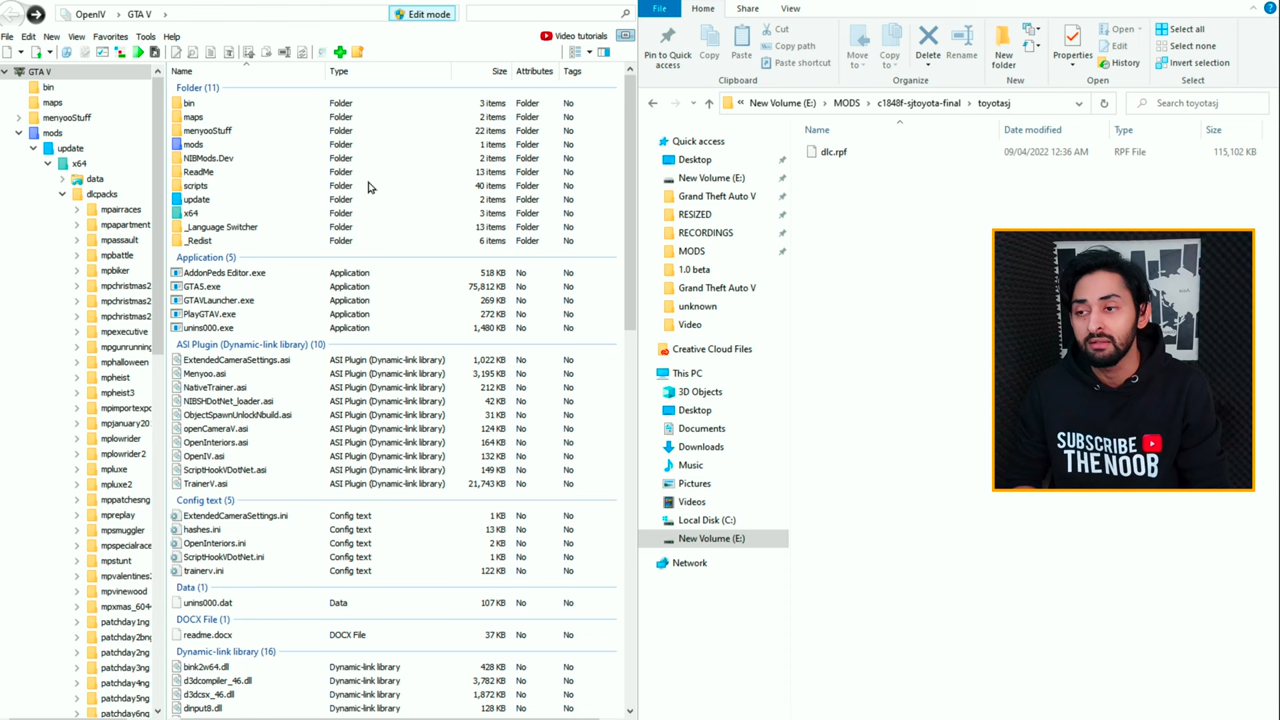 OpenIV › GTA V › Edit mode
File Edit New View Favorites Tools Help Video tutorials
GTA V
bin
maps
menyooStuff
mods
update
x64
data
dlcpacks
mpairraces
mpapartment
mpassault
mpbattle
mpbiker
mpchristmas2
mpchristmas2
mpchristmas2
mpexecutive
mpgunrunning
mphalloween
mpheist
mpheist3
mpimportexpo
mpjanuary20
mplowrider
mplowrider2
mpluxe
mpluxe2
mppatchesng
mpreplay
mpsmuggler
mpspecialrace
mpstunt
mpvalentines2
mpvinewood
mpxmas_604
patchday1ng
patchday2bng
patchday2ng
patchday3ng
patchday4ng
patchday5ng
patchday6ng
Name Type Size Attributes Tags
Folder (11)
bin Folder 3 items No No
maps Folder 2 items No No
menyooStuff Folder 22 items No No
mods Folder 1 items No No
NIBMods.Dev Folder 2 items No No
ReadMe Folder 13 items No No
scripts Folder 40 items No No
update Folder 2 items No No
x64 Folder 3 items No No
_Language Switcher Folder 13 items No No
_Redist Folder 6 items No No
Application (5)
AddonPeds Editor.exe Application 518 KB No No
GTA5.exe Application 75,812 KB No No
GTAVLauncher.exe Application 269 KB No No
PlayGTAV.exe Application 272 KB No No
unins000.exe Application 1,480 KB No No
ASI Plugin (Dynamic-link library) (10)
ExtendedCameraSettings.asi ASI Plugin (Dynamic-link library) 1,022 KB No No
Menyoo.asi ASI Plugin (Dynamic-link library) 3,195 KB No No
NativeTrainer.asi ASI Plugin (Dynamic-link library) 212 KB No No
NIBSHDotNet_loader.asi ASI Plugin (Dynamic-link library) 42 KB No No
ObjectSpawnUnlockNbuild.asi ASI Plugin (Dynamic-link library) 31 KB No No
openCameraV.asi ASI Plugin (Dynamic-link library) 124 KB No No
OpenInteriors.asi ASI Plugin (Dynamic-link library) 164 KB No No
OpenIV.asi ASI Plugin (Dynamic-link library) 132 KB No No
ScriptHookVDotNet.asi ASI Plugin (Dynamic-link library) 149 KB No No
TrainerV.asi ASI Plugin (Dynamic-link library) 21,743 KB No No
Config text (5)
ExtendedCameraSettings.ini Config text 1 KB No No
hashes.ini Config text 13 KB No No
OpenInteriors.ini Config text 2 KB No No
ScriptHookVDotNet.ini Config text 1 KB No No
trainerv.ini Config text 122 KB No No
Data (1)
unins000.dat Data 107 KB No No
DOCX File (1)
readme.docx DOCX File 37 KB No No
Dynamic-link library (16)
bink2w64.dll Dynamic-link library 428 KB No No
d3dcompiler_46.dll Dynamic-link library 3,782 KB No No
d3dcsx_46.dll Dynamic-link library 1,872 KB No No
dinput8.dll Dynamic-link library 128 KB No No
File Home Share View
Pin to Quick access
Copy
Paste
Cut
Copy path
Paste shortcut
Clipboard
Move to
Copy to
Delete
Rename
Organize
New folder
New
Properties
Open
Edit
History
Open
Select all
Select none
Invert selection
Select
« New Volume (E:) › MODS › c1848f-sjtoyota-final › toyotasj Search toyotasj
Quick access
Desktop
New Volume (E:)
Grand Theft Auto V
RESIZED
RECORDINGS
MODS
1.0 beta
Grand Theft Auto V
unknown
Video
Creative Cloud Files
This PC
3D Objects
Desktop
Documents
Downloads
Music
Pictures
Videos
Local Disk (C:)
New Volume (E:)
Network
Name Date modified Type Size
dlc.rpf 09/04/2022 12:36 AM RPF File 115,102 KB
SUBSCRIBE
THENOOB